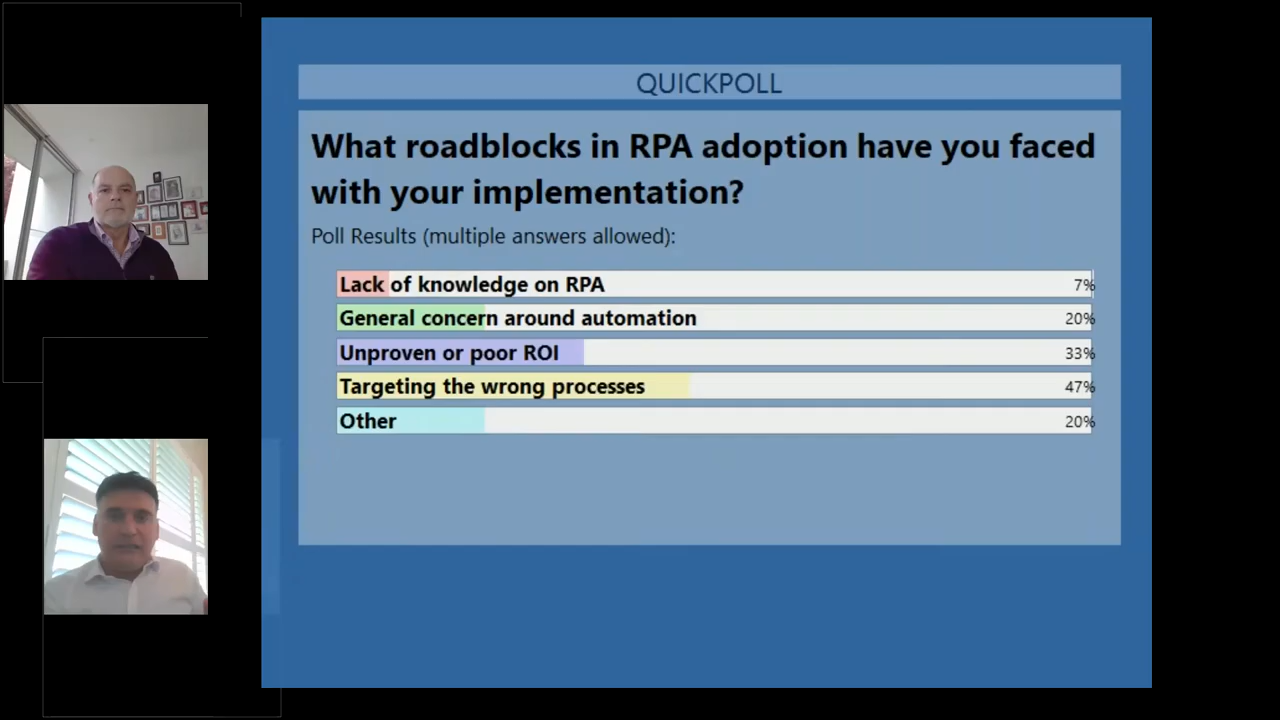 QUICKPOLL
What roadblocks in RPA adoption have you faced
with your implementation?
Poll Results (multiple answers allowed):
Lack of knowledge on RPA 7%
General concern around automation 20%
Unproven or poor ROI 33%
Targeting the wrong processes 47%
Other 20%